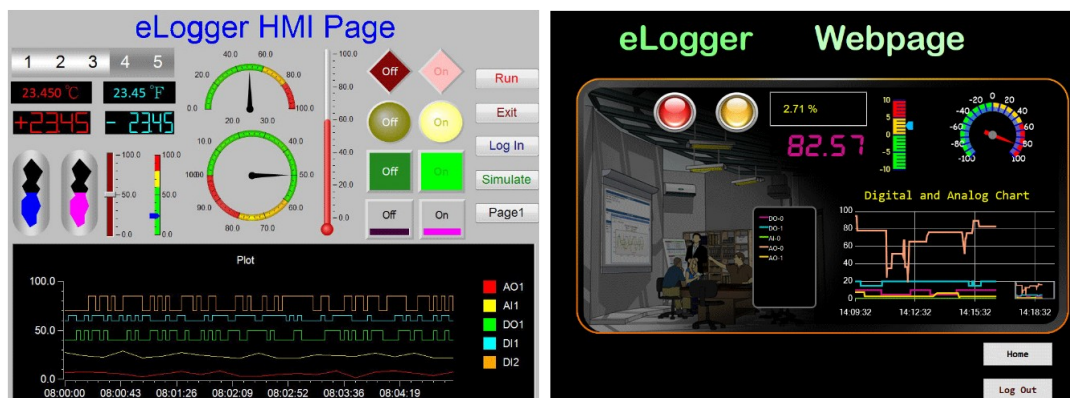 eLogger HMI Page
1 2 3 4 5
23.450 ℃
23.45 ℉
+23.45
- 23.45
100.0
50.0
0.0
100.0
50.0
0.0
0.0
20.0
40.0
60.0
80.0
100.0
20.0 30.0
40.0
50.0
60.0
70.0
80.0
90.0
100.0
80.0
60.0
40.0
20.0
0.0
Off On
Off On
Off On
Off On
Run
Exit
Log In
Simulate
Page1
Plot
100.0
50.0
0.0
08:00:00 08:00:43 08:01:26 08:02:09 08:02:52 08:03:36 08:04:19
AO1
AI1
DO1
DI1
DI2
eLogger Webpage
2.71 %
82.57
10
5
0
-5
-10
-100
-80
-60
-40
-20
0
20
40
60
80
100
Digital and Analog Chart
DO-0
DO-1
AI-0
AO-0
AO-1
100
80
60
40
20
0
14:09:32 14:12:32 14:15:32 14:18:32
Home
Log Out